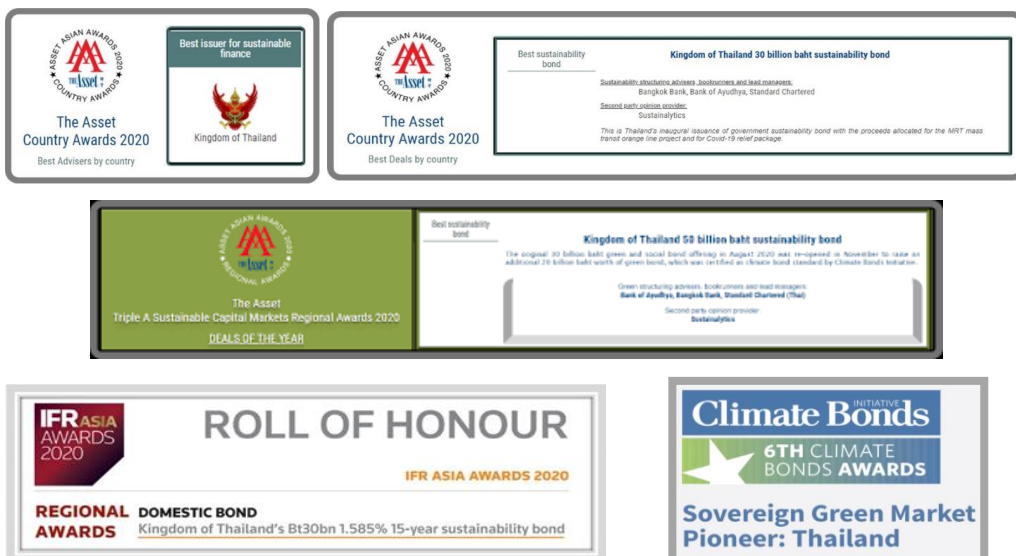 ASSET ASIAN AWARDS 2020
THE Asset
COUNTRY AWARDS
The Asset
Country Awards 2020
Best Advisers by country
Best issuer for sustainable
finance
Kingdom of Thailand
ASSET ASIAN AWARDS 2020
THE Asset
COUNTRY AWARDS
The Asset
Country Awards 2020
Best Deals by country
Best sustainability
bond
Kingdom of Thailand 30 billion baht sustainability bond
Sustainability structuring advisers, bookrunners and lead managers:
Bangkok Bank, Bank of Ayudhya, Standard Chartered
Second party opinion provider:
Sustainalytics
This is Thailand's inaugural issuance of government sustainability bond with the proceeds allocated for the MRT mass
transit orange line project and for Covid-19 relief package.
ASSET ASIAN AWARDS 2020
THE Asset
REGIONAL AWARDS
The Asset
Triple A Sustainable Capital Markets Regional Awards 2020
DEALS OF THE YEAR
Best sustainability
bond
Kingdom of Thailand 50 billion baht sustainability bond
The original 30 billion baht green and social bond offering in August 2020 was re-opened in November to raise an
additional 20 billion baht worth of green bond, which was certified as climate bond standard by Climate Bonds Initiative.
Green structuring advisers, bookrunners and lead managers:
Bank of Ayudhya, Bangkok Bank, Standard Chartered (Thai)
Second party opinion provider:
Sustainalytics
IFR ASIA
AWARDS
2020
ROLL OF HONOUR
IFR ASIA AWARDS 2020
REGIONAL
AWARDS
DOMESTIC BOND
Kingdom of Thailand's Bt30bn 1.585% 15-year sustainability bond
Climate Bonds
INITIATIVE
6TH CLIMATE
BONDS AWARDS
Sovereign Green Market
Pioneer: Thailand